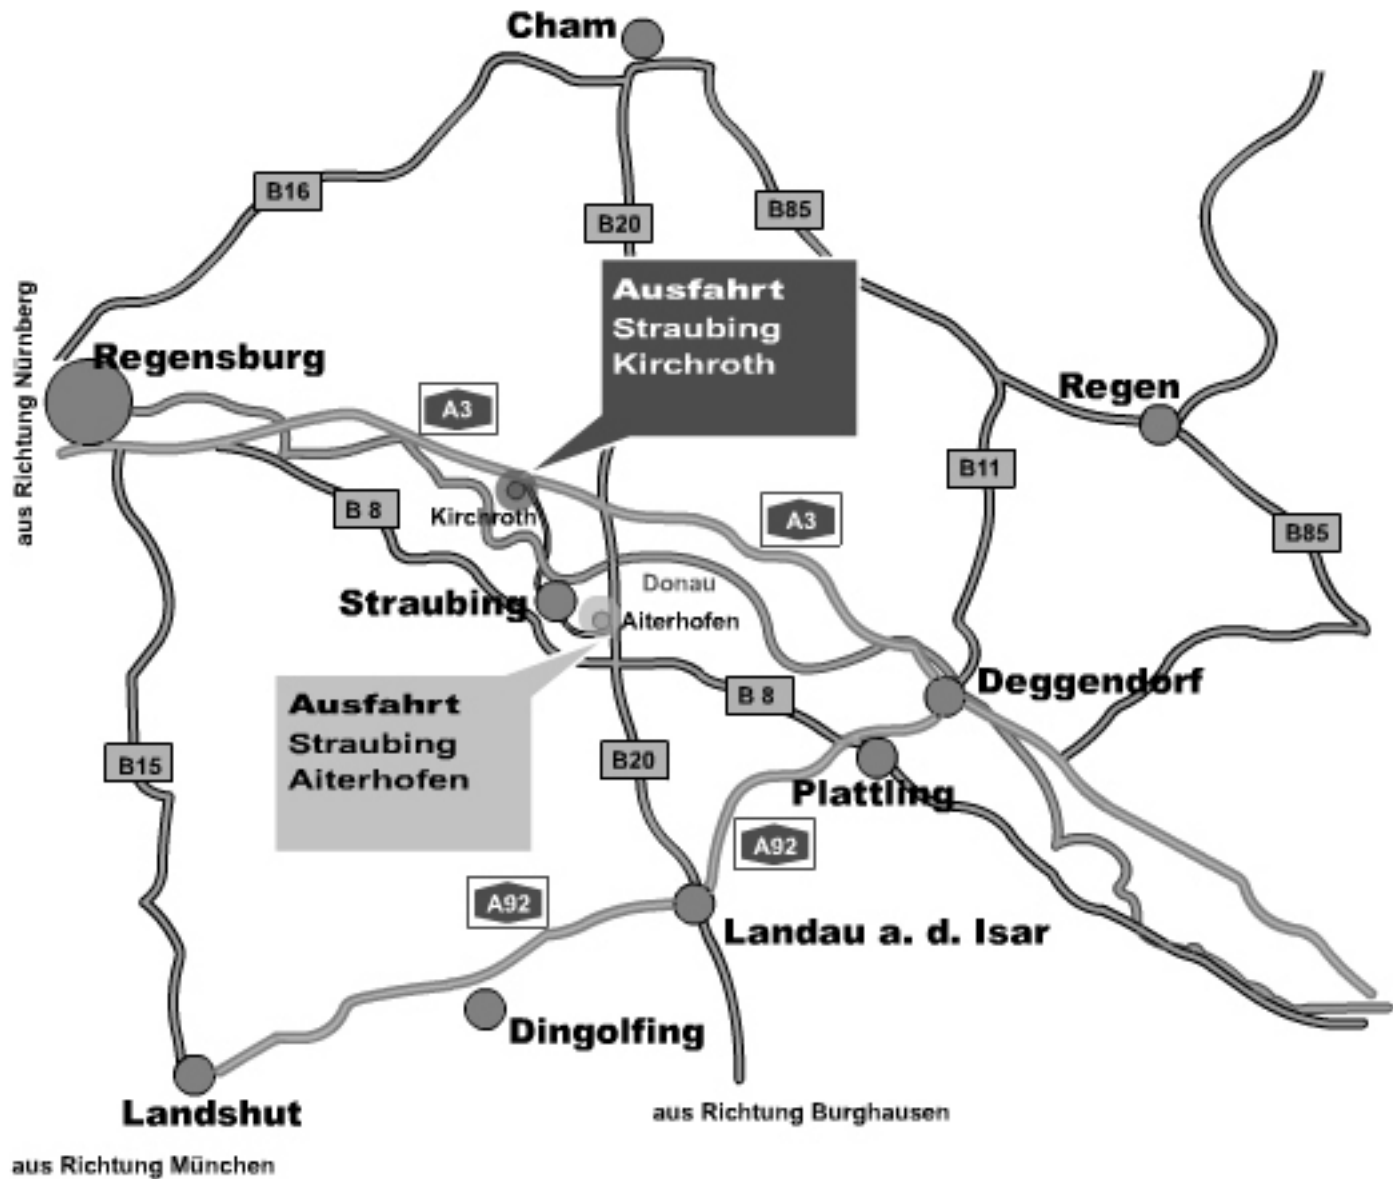 Cham
B16
B20
B85
Ausfahrt
Straubing
Kirchroth
aus Richtung Nürnberg
Regensburg
A3
Regen
B11
B 8
Kirchroth
A3
B85
Donau
Straubing
Aiterhofen
Deggendorf
B 8
Ausfahrt
Straubing
Aiterhofen
B15
B20
Plattling
A92
A92
Landau a. d. Isar
Dingolfing
Landshut
aus Richtung Burghausen
aus Richtung München